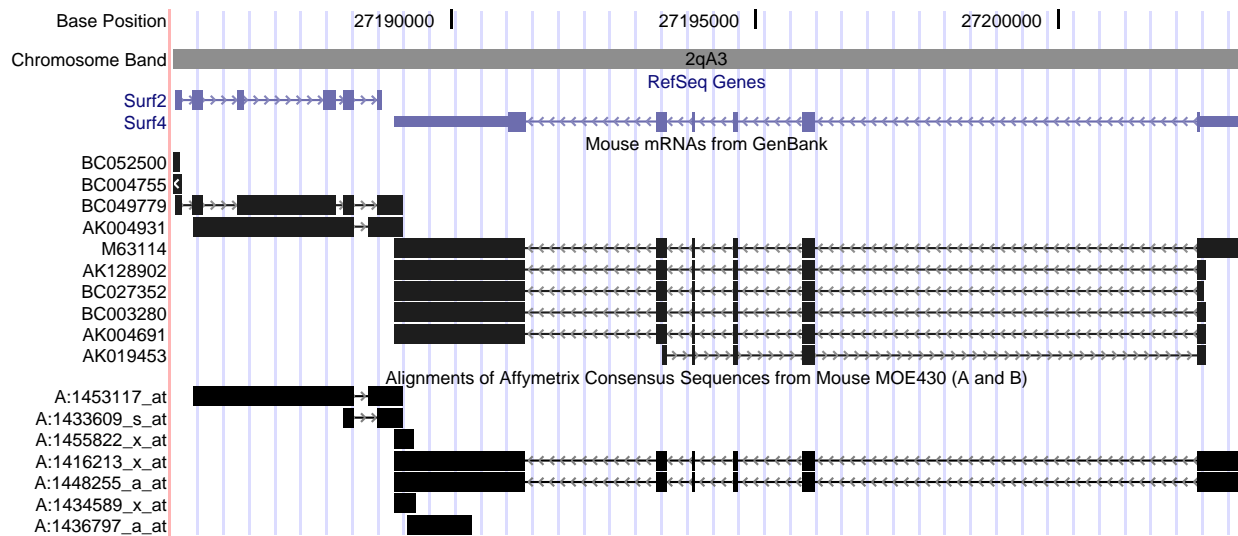 Base Position 27190000 27195000 27200000
Chromosome Band 2qA3
RefSeq Genes
Surf2
Surf4
Mouse mRNAs from GenBank
BC052500
BC004755
BC049779
AK004931
M63114
AK128902
BC027352
BC003280
AK004691
AK019453
Alignments of Affymetrix Consensus Sequences from Mouse MOE430 (A and B)
A:1453117_at
A:1433609_s_at
A:1455822_x_at
A:1416213_x_at
A:1448255_a_at
A:1434589_x_at
A:1436797_a_at